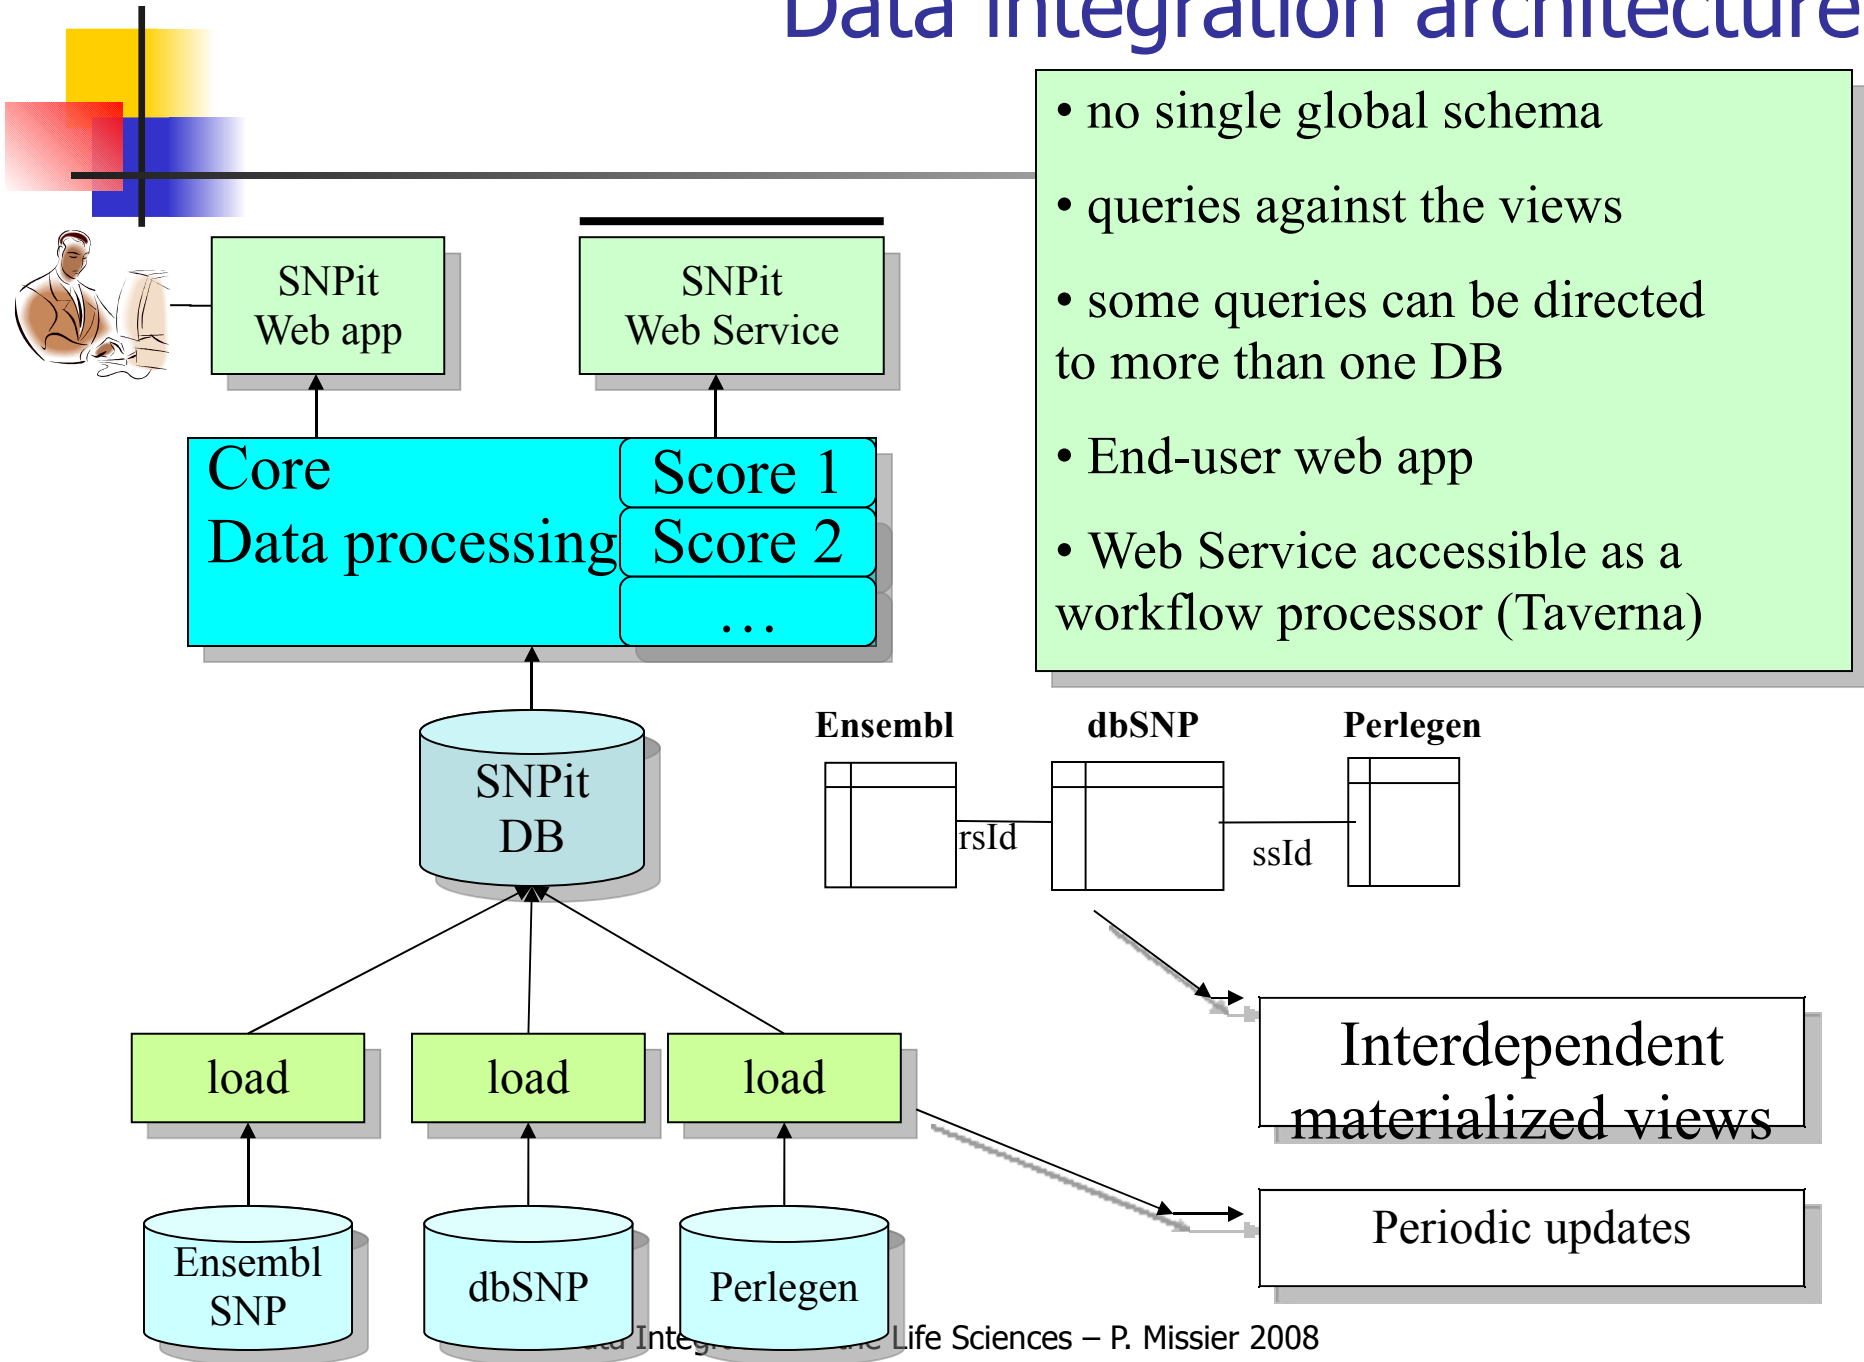 Data integration architecture
• no single global schema
• queries against the views
• some queries can be directed
to more than one DB
• End-user web app
• Web Service accessible as a
workflow processor (Taverna)
SNPit
Web app
SNPit
Web Service
Core
Data processing
Score 1
Score 2
…
SNPit
DB
Ensembl
dbSNP
Perlegen
rsId
ssId
load
load
load
Interdependent
materialized views
Periodic updates
Ensembl
SNP
dbSNP
Perlegen
Life Sciences – P. Missier 2008